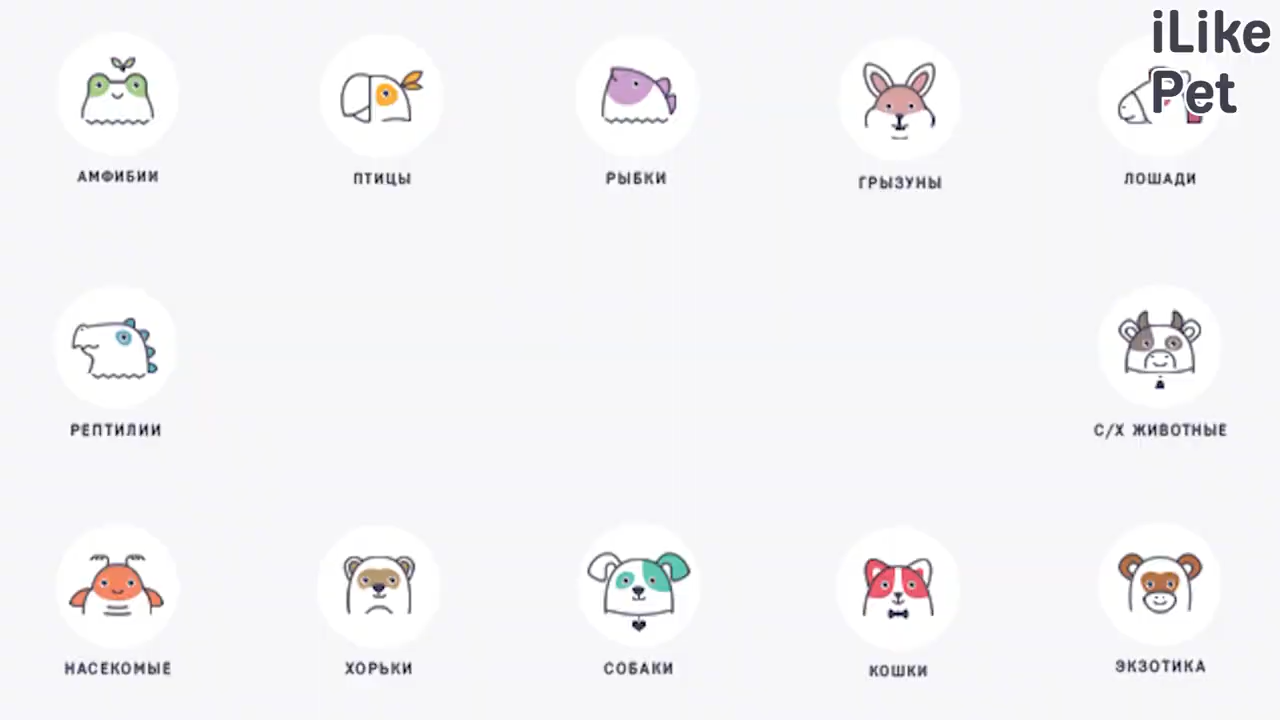 iLike
Pet
АМФИБИИ
ПТИЦЫ
РЫБКИ
ГРЫЗУНЫ
ЛОШАДИ
РЕПТИЛИИ
С/Х ЖИВОТНЫЕ
НАСЕКОМЫЕ
ХОРЬКИ
СОБАКИ
КОШКИ
ЭКЗОТИКА